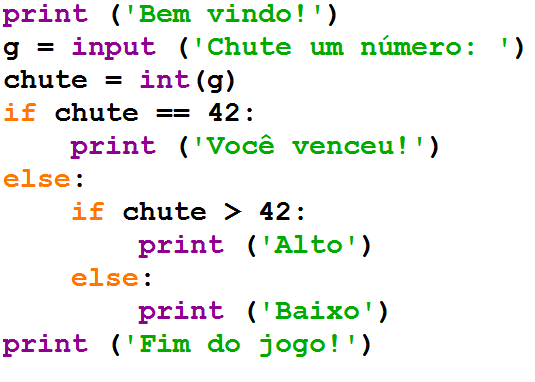 print ('Bem vindo!')
g = input ('Chute um número: ')
chute = int(g)
if chute == 42:
    print ('Você venceu!')
else:
    if chute > 42:
        print ('Alto')
    else:
        print ('Baixo')
print ('Fim do jogo!')